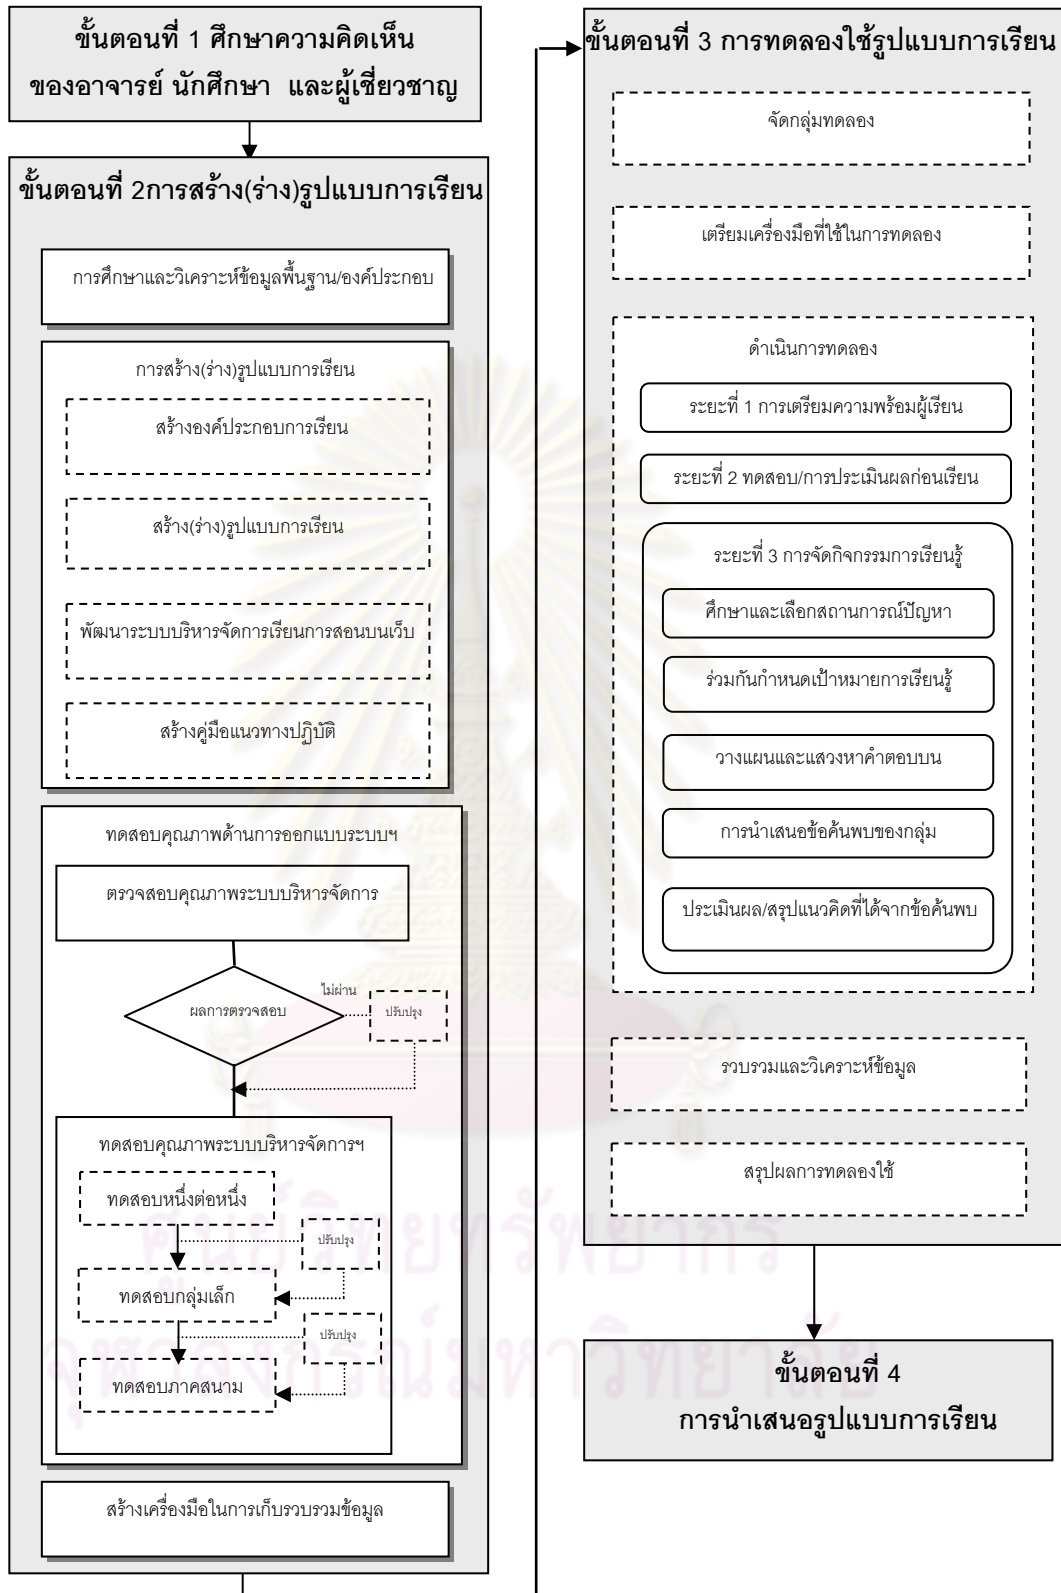 ขั้นตอนที่ 1 ศึกษาความคิดเห็น
ของอาจารย์ นักศึกษา และผู้เชี่ยวชาญ
ขั้นตอนที่ 2การสร้าง(ร่าง)รูปแบบการเรียน
การศึกษาและวิเคราะห์ข้อมูลพื้นฐาน/องค์ประกอบ
การสร้าง(ร่าง)รูปแบบการเรียน
สร้างองค์ประกอบการเรียน
สร้าง(ร่าง)รูปแบบการเรียน
พัฒนาระบบบริหารจัดการเรียนการสอนบนเว็บ
สร้างคู่มือแนวทางปฏิบัติ
ทดสอบคุณภาพด้านการออกแบบระบบฯ
ตรวจสอบคุณภาพระบบบริหารจัดการ
ผลการตรวจสอบ
ไม่ผ่าน
ปรับปรุง
ทดสอบคุณภาพระบบบริหารจัดการฯ
ทดสอบหนึ่งต่อหนึ่ง
ปรับปรุง
ทดสอบกลุ่มเล็ก
ปรับปรุง
ทดสอบภาคสนาม
สร้างเครื่องมือในการเก็บรวบรวมข้อมูล
ขั้นตอนที่ 3 การทดลองใช้รูปแบบการเรียน
จัดกลุ่มทดลอง
เตรียมเครื่องมือที่ใช้ในการทดลอง
ดำเนินการทดลอง
ระยะที่ 1 การเตรียมความพร้อมผู้เรียน
ระยะที่ 2 ทดสอบ/การประเมินผลก่อนเรียน
ระยะที่ 3 การจัดกิจกรรมการเรียนรู้
ศึกษาและเลือกสถานการณ์ปัญหา
ร่วมกันกำหนดเป้าหมายการเรียนรู้
วางแผนและแสวงหาคำตอบบน
การนำเสนอข้อค้นพบของกลุ่ม
ประเมินผล/สรุปแนวคิดที่ได้จากข้อค้นพบ
รวบรวมและวิเคราะห์ข้อมูล
สรุปผลการทดลองใช้
ขั้นตอนที่ 4
การนำเสนอรูปแบบการเรียน
ศูนย์วิทยทรัพยากร
จุฬาลงกรณ์มหาวิทยาลัย